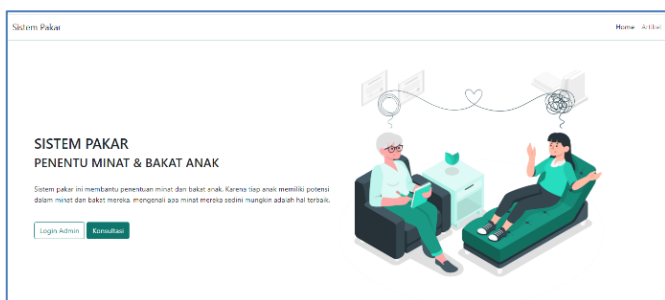 Sistem Pakar
Home Artikel
SISTEM PAKAR
PENENTU MINAT & BAKAT ANAK
Sistem pakar ini membantu penentuan minat dan bakat anak. Karena tiap anak memiliki potensi
dalam minat dan bakat mereka, mengenali apa minat mereka sedini mungkin adalah hal terbaik.
Login Admin Konsultasi